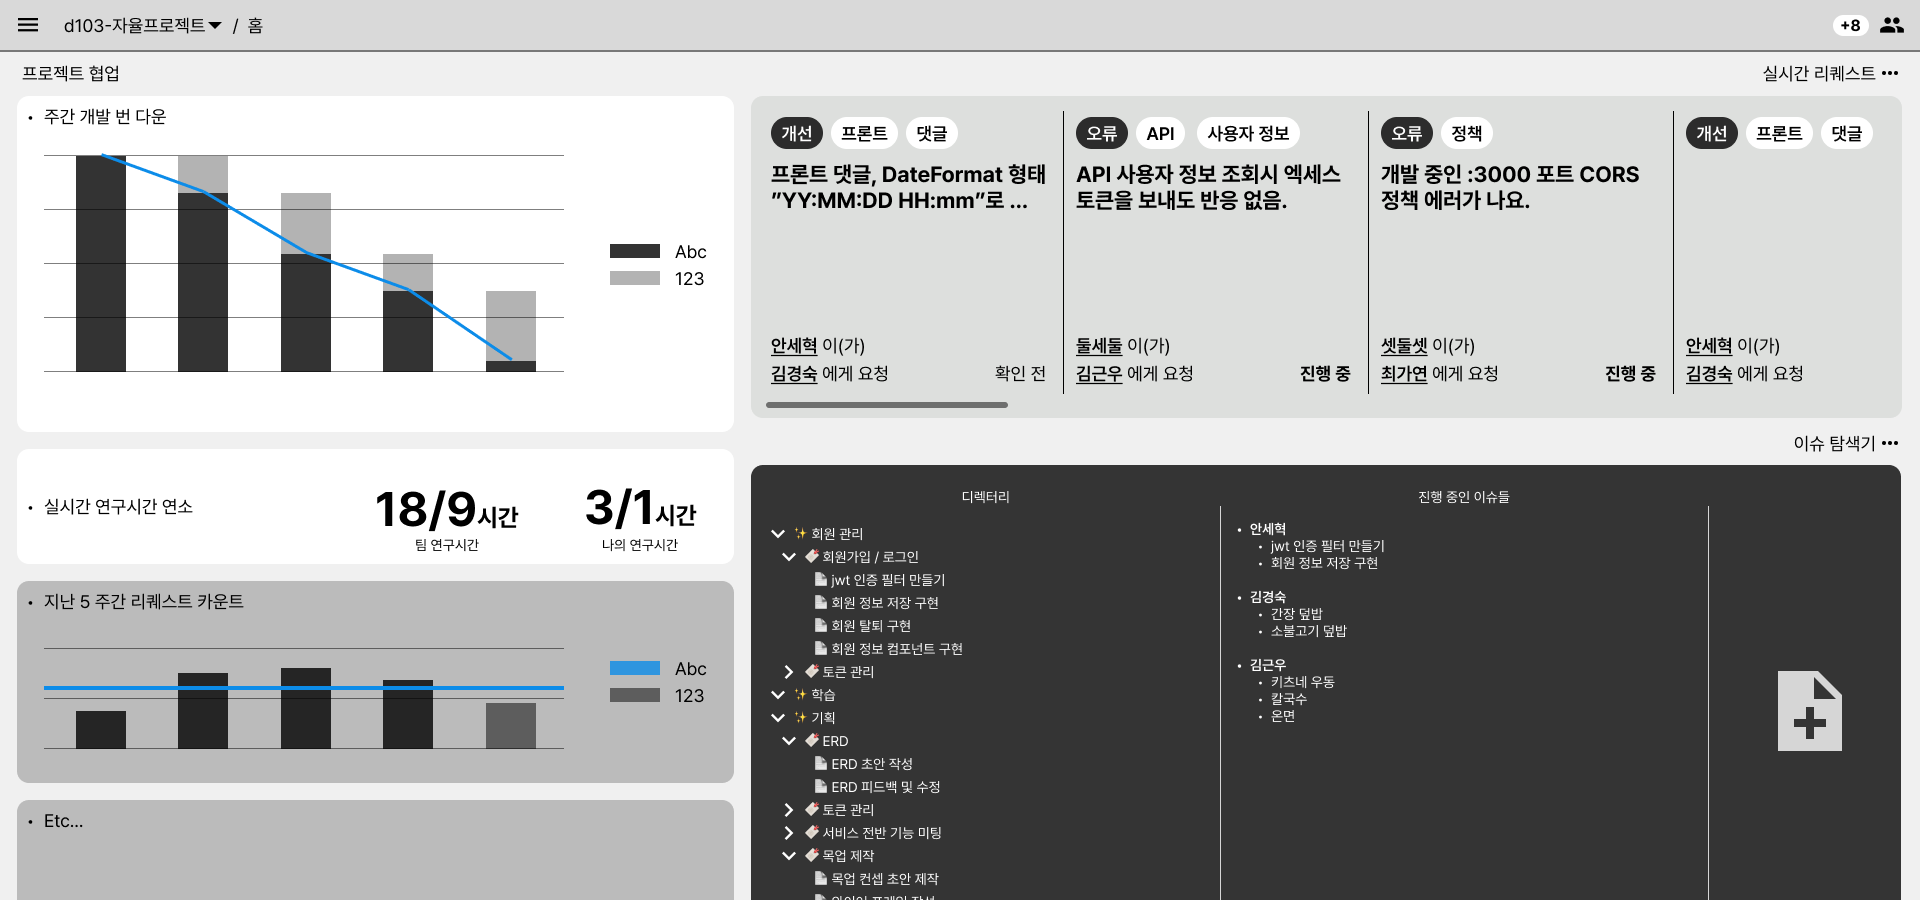 d103-자율프로젝트 / 홈
+8
프로젝트 협업
• 주간 개발 번 다운
Abc
123
• 실시간 연구시간 연소
18/9시간
팀 연구시간
3/1시간
나의 연구시간
• 지난 5 주간 리퀘스트 카운트
Abc
123
• Etc...
실시간 리퀘스트 •••
개선 프론트 댓글
프론트 댓글, DateFormat 형태
”YY:MM:DD HH:mm”로 ...
안세혁 이(가)
김경숙 에게 요청
확인 전
오류 API 사용자 정보
API 사용자 정보 조회시 엑세스
토큰을 보내도 반응 없음.
둘세둘 이(가)
김근우 에게 요청
진행 중
오류 정책
개발 중인 :3000 포트 CORS
정책 에러가 나요.
셋둘셋 이(가)
최가연 에게 요청
진행 중
개선 프론트 댓글
안세혁 이(가)
김경숙 에게 요청
이슈 탐색기 •••
디렉터리
✨ 회원 관리
회원가입 / 로그인
jwt 인증 필터 만들기
회원 정보 저장 구현
회원 탈퇴 구현
회원 정보 컴포넌트 구현
토큰 관리
✨ 학습
✨ 기획
ERD
ERD 초안 작성
ERD 피드백 및 수정
토큰 관리
서비스 전반 기능 미팅
목업 제작
목업 컨셉 초안 제작
진행 중인 이슈들
• 안세혁
• jwt 인증 필터 만들기
• 회원 정보 저장 구현
• 김경숙
• 간장 덮밥
• 소불고기 덮밥
• 김근우
• 키츠네 우동
• 칼국수
• 온면